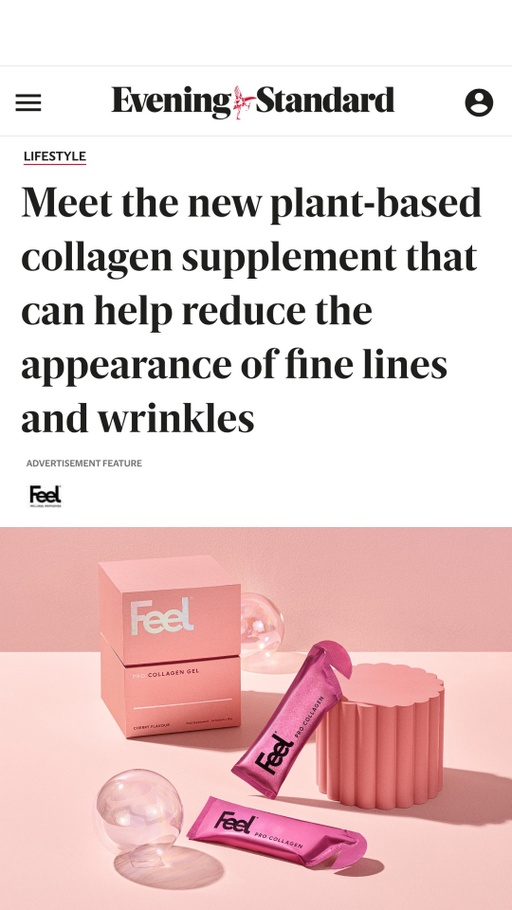 Evening Standard
LIFESTYLE
Meet the new plant-based
collagen supplement that
can help reduce the
appearance of fine lines
and wrinkles
ADVERTISEMENT FEATURE
Feel
Feel
PRO COLLAGEN GEL
CHERRY FLAVOUR
Feel
PRO COLLAGEN
Feel
PRO COLLAGEN